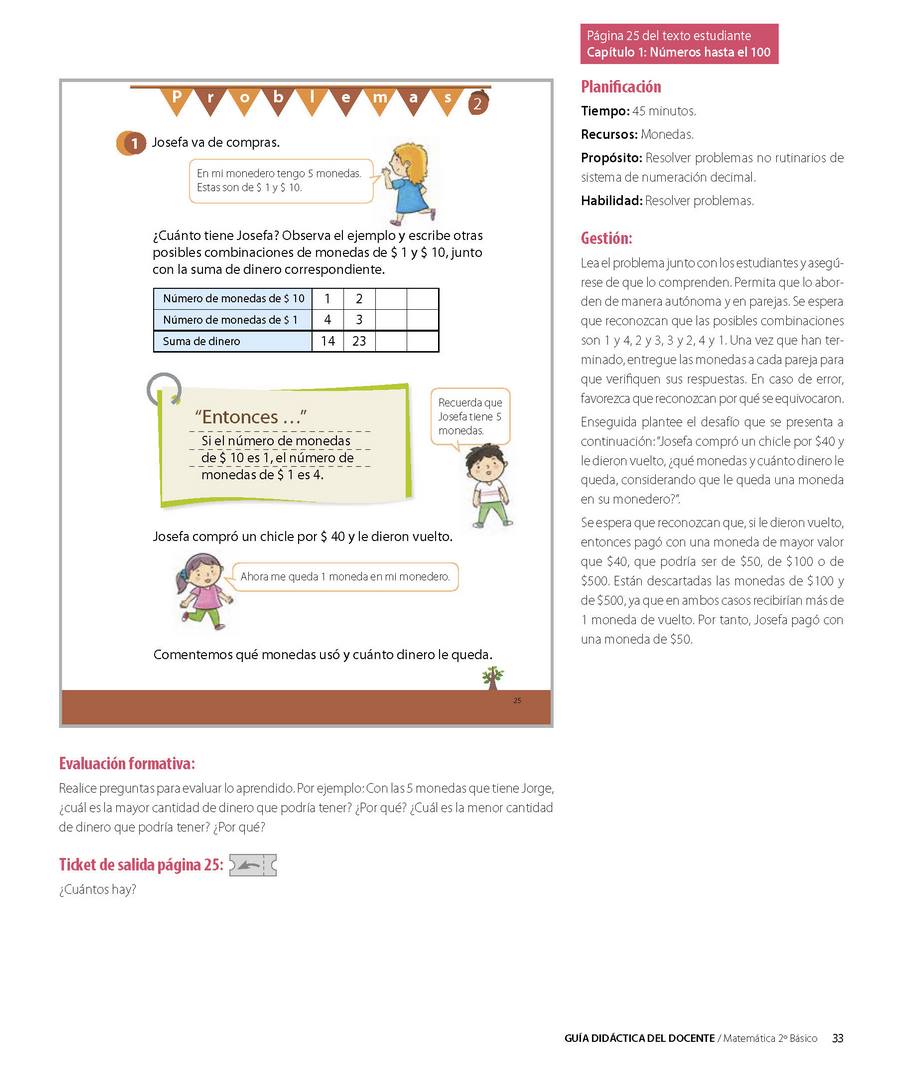 Página 25 del texto estudiante
Capítulo 1: Números hasta el 100
Problemas 2
1 Josefa va de compras.
En mi monedero tengo 5 monedas.
Estas son de $ 1 y $ 10.
¿Cuánto tiene Josefa? Observa el ejemplo y escribe otras
posibles combinaciones de monedas de $ 1 y $ 10, junto
con la suma de dinero correspondiente.
Número de monedas de $ 10 1 2
Número de monedas de $ 1 4 3
Suma de dinero 14 23
“Entonces ...”
Si el número de monedas
de $ 10 es 1, el número de
monedas de $ 1 es 4.
Recuerda que
Josefa tiene 5
monedas.
Josefa compró un chicle por $ 40 y le dieron vuelto.
Ahora me queda 1 moneda en mi monedero.
Comentemos qué monedas usó y cuánto dinero le queda.
25
Planificación
Tiempo: 45 minutos.
Recursos: Monedas.
Propósito: Resolver problemas no rutinarios de
sistema de numeración decimal.
Habilidad: Resolver problemas.
Gestión:
Lea el problema junto con los estudiantes y asegú-
rese de que lo comprenden. Permita que lo abor-
den de manera autónoma y en parejas. Se espera
que reconozcan que las posibles combinaciones
son 1 y 4, 2 y 3, 3 y 2, 4 y 1. Una vez que han ter-
minado, entregue las monedas a cada pareja para
que verifiquen sus respuestas. En caso de error,
favorezca que reconozcan por qué se equivocaron.
Enseguida plantee el desafío que se presenta a
continuación: “Josefa compró un chicle por $40 y
le dieron vuelto, ¿qué monedas y cuánto dinero le
queda, considerando que le queda una moneda
en su monedero?”.
Se espera que reconozcan que, si le dieron vuelto,
entonces pagó con una moneda de mayor valor
que $40, que podría ser de $50, de $100 o de
$500. Están descartadas las monedas de $100 y
de $500, ya que en ambos casos recibirían más de
1 moneda de vuelto. Por tanto, Josefa pagó con
una moneda de $50.
Evaluación formativa:
Realice preguntas para evaluar lo aprendido. Por ejemplo: Con las 5 monedas que tiene Jorge,
¿cuál es la mayor cantidad de dinero que podría tener? ¿Por qué? ¿Cuál es la menor cantidad
de dinero que podría tener? ¿Por qué?
Ticket de salida página 25:
¿Cuántos hay?
GUÍA DIDÁCTICA DEL DOCENTE / Matemática 2º Básico 33